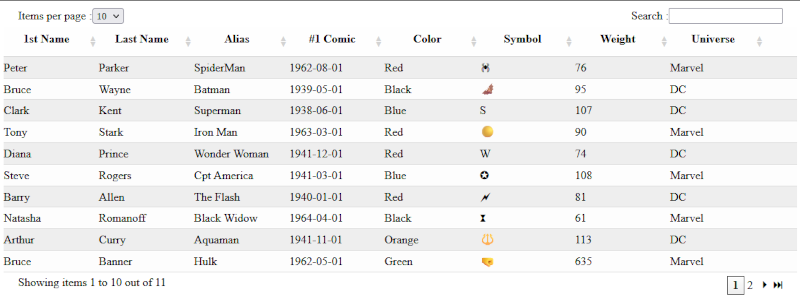 Items per page : 10 Search :
1st Name Last Name Alias #1 Comic Color Symbol Weight Universe
Peter Parker SpiderMan 1962-08-01 Red 🕷 76 Marvel
Bruce Wayne Batman 1939-05-01 Black 🦇 95 DC
Clark Kent Superman 1938-06-01 Blue S 107 DC
Tony Stark Iron Man 1963-03-01 Red 90 Marvel
Diana Prince Wonder Woman 1941-12-01 Red W 74 DC
Steve Rogers Cpt America 1941-03-01 Blue ✪ 108 Marvel
Barry Allen The Flash 1940-01-01 Red 81 DC
Natasha Romanoff Black Widow 1964-04-01 Black 61 Marvel
Arthur Curry Aquaman 1941-11-01 Orange 🔱 113 DC
Bruce Banner Hulk 1962-05-01 Green 🤜 635 Marvel
Showing items 1 to 10 out of 11 1 2